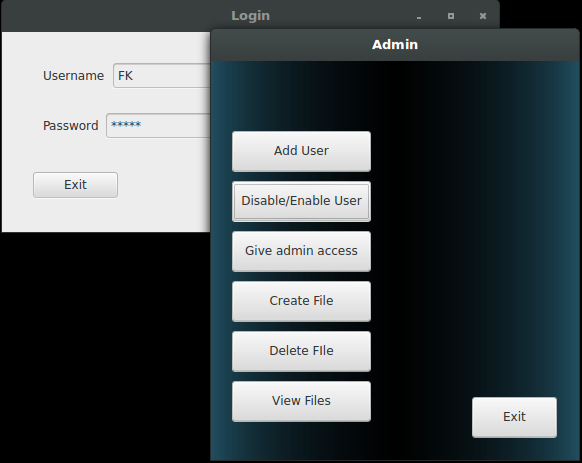 Login
Username FK
Password *****
Exit
Admin
Add User
Disable/Enable User
Give admin access
Create File
Delete FIle
View Files
Exit